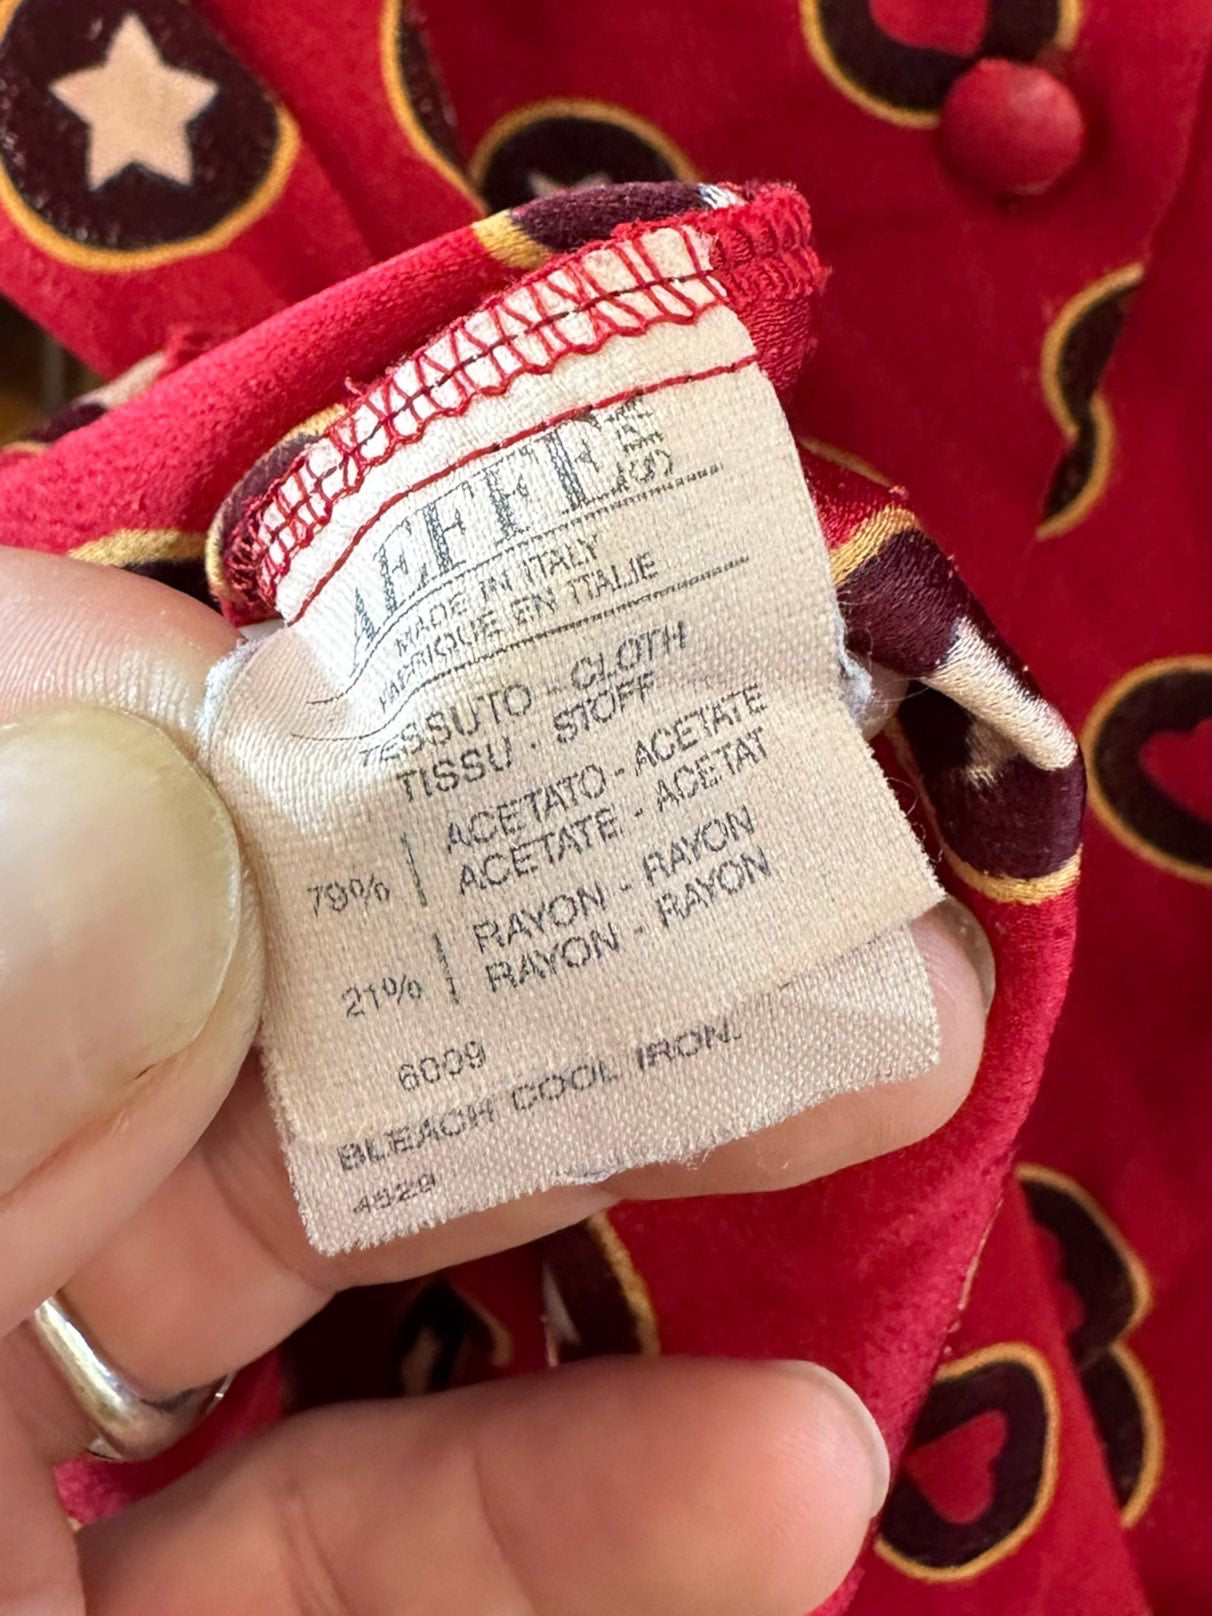 AEFFE SPA
MADE IN ITALY
FABRIQUE EN ITALIE
TESSUTO - CLOTH
TISSU - STOFF
79% ACETATO - ACETATE
ACETATE - ACETAT
21% RAYON - RAYON
RAYON - RAYON
6009
BLEACH COOL IRON.
4529